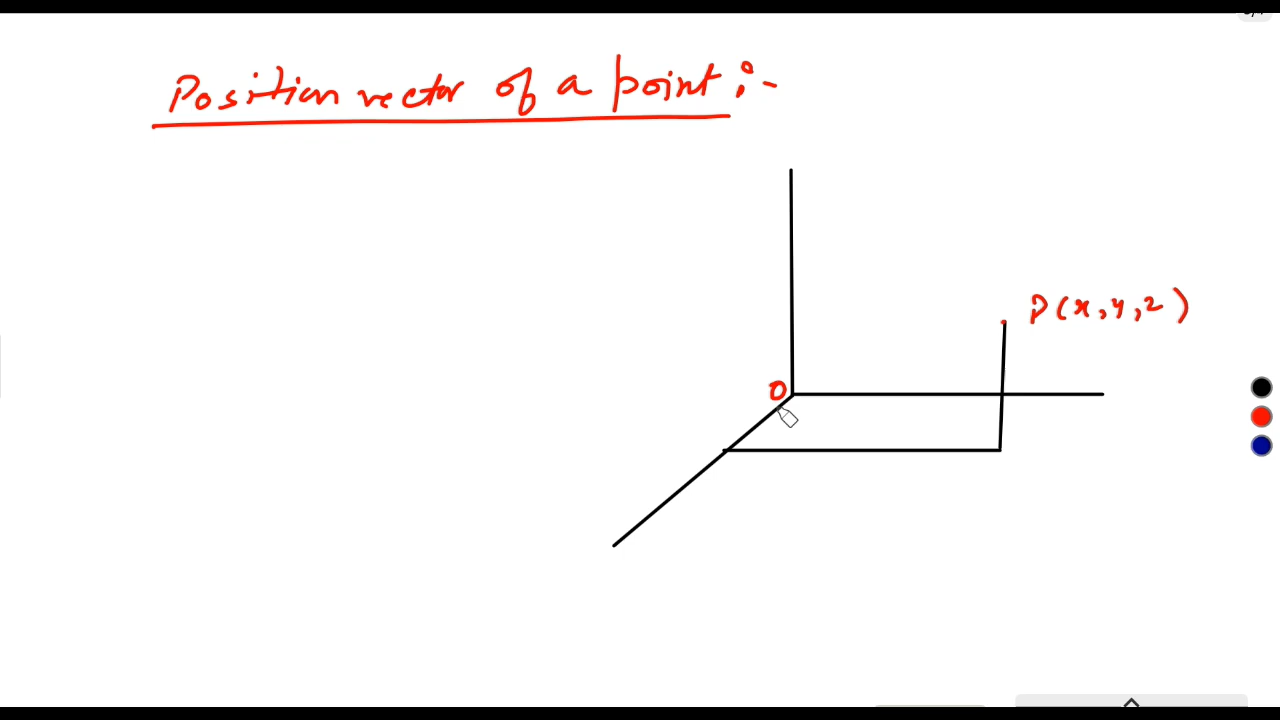 Position vector of a point :-
P(x,y,z)
O